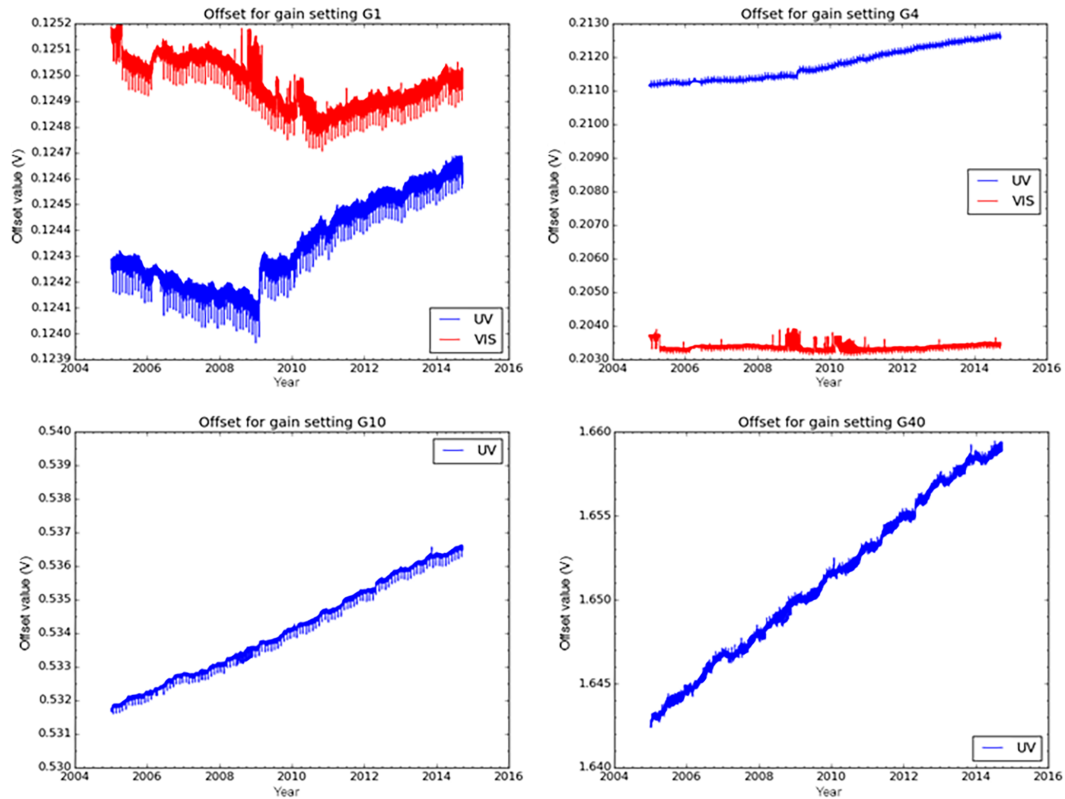 Offset for gain setting G1
0.1252
0.1251
0.1250
0.1249
0.1248
0.1247
0.1246
0.1245
0.1244
0.1243
0.1242
0.1241
0.1240
0.1239
Offset value (V)
2004 2006 2008 2010 2012 2014 2016
Year
UV
VIS
Offset for gain setting G4
0.2130
0.2120
0.2110
0.2100
0.2090
0.2080
0.2070
0.2060
0.2050
0.2040
0.2030
Offset value (V)
2004 2006 2008 2010 2012 2014 2016
Year
UV
VIS
Offset for gain setting G10
0.540
0.539
0.538
0.537
0.536
0.535
0.534
0.533
0.532
0.531
0.530
Offset value (V)
2004 2006 2008 2010 2012 2014 2016
Year
UV
Offset for gain setting G40
1.660
1.655
1.650
1.645
1.640
Offset value (V)
2004 2006 2008 2010 2012 2014 2016
Year
UV